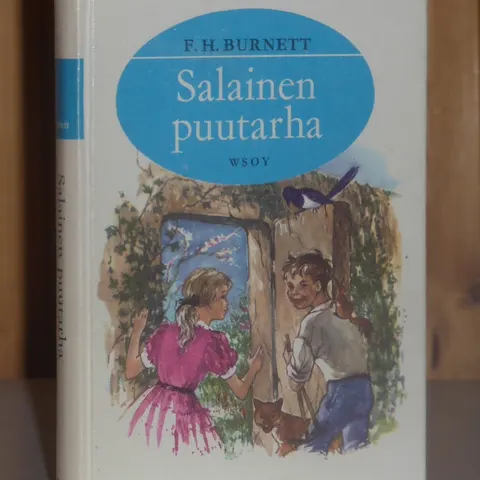 F. H. BURNETT
Salainen
puutarha
WSOY
Salainen puutarha